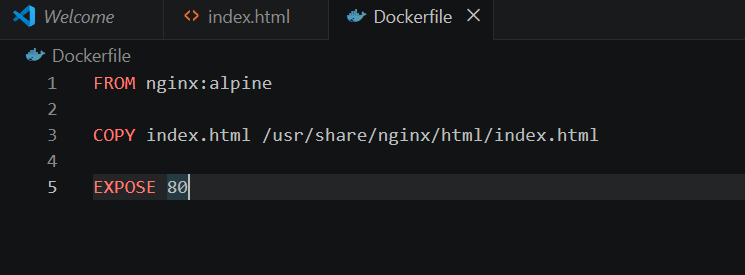 Welcome index.html Dockerfile
Dockerfile
1 FROM nginx:alpine
2
3 COPY index.html /usr/share/nginx/html/index.html
4
5 EXPOSE 80